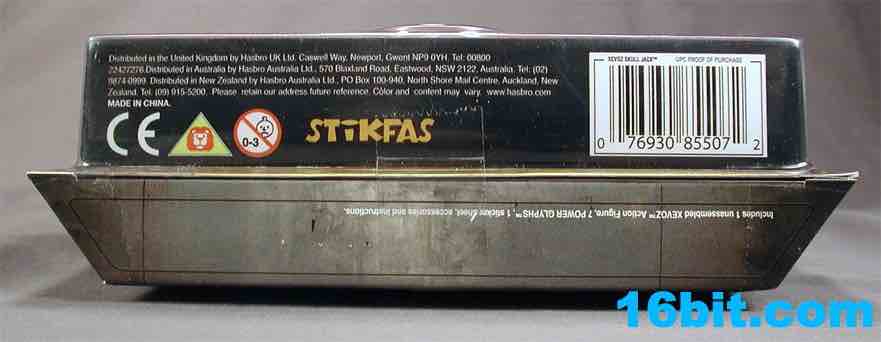 Distributed in the United Kingdom by Hasbro UK Ltd. Caswell Way, Newport, Gwent NP9 0YH. Tel: 00800
22427276 Distributed in Australia by Hasbro Australia Ltd., 570 Blaxland Road, Eastwood, NSW 2122, Australia. Tel: (02)
9874-0999. Distributed in New Zealand by Hasbro Australia Ltd., PO Box 100-940, North Shore Mail Centre, Auckland, New
Zealand. Tel. (09) 915-5200. Please retain our address future reference. Color and content may vary. www.hasbro.com
MADE IN CHINA.
CE
0-3
STIKFAS
XEVOZ SKULL JACK™ UPC PROOF OF PURCHASE
0 76930 85507 2
Includes 1 unassembled XEVOZ™ Action Figure, 7 POWER GLYPHS™, 1 sticker sheet, accessories and instructions.
16bit.com